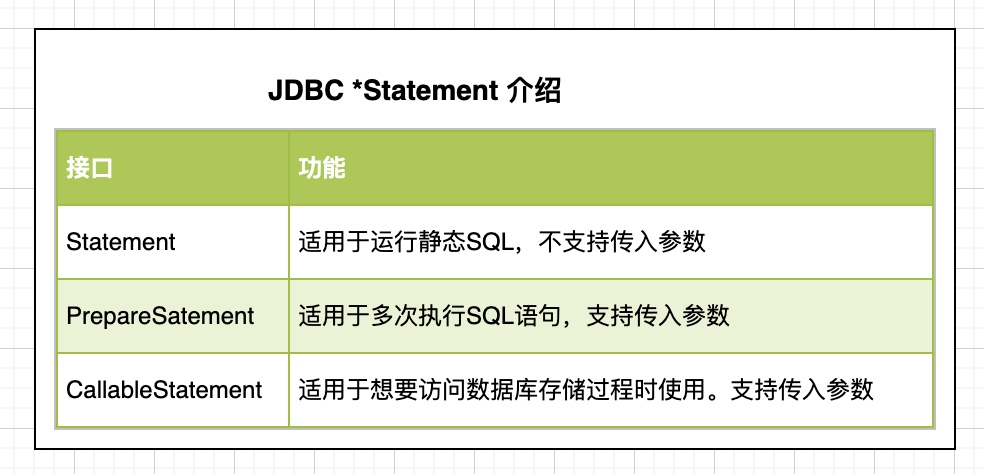 JDBC *Statement 介绍
接口 功能
Statement 适用于运行静态SQL，不支持传入参数
PrepareSatement 适用于多次执行SQL语句，支持传入参数
CallableStatement 适用于想要访问数据库存储过程时使用。支持传入参数